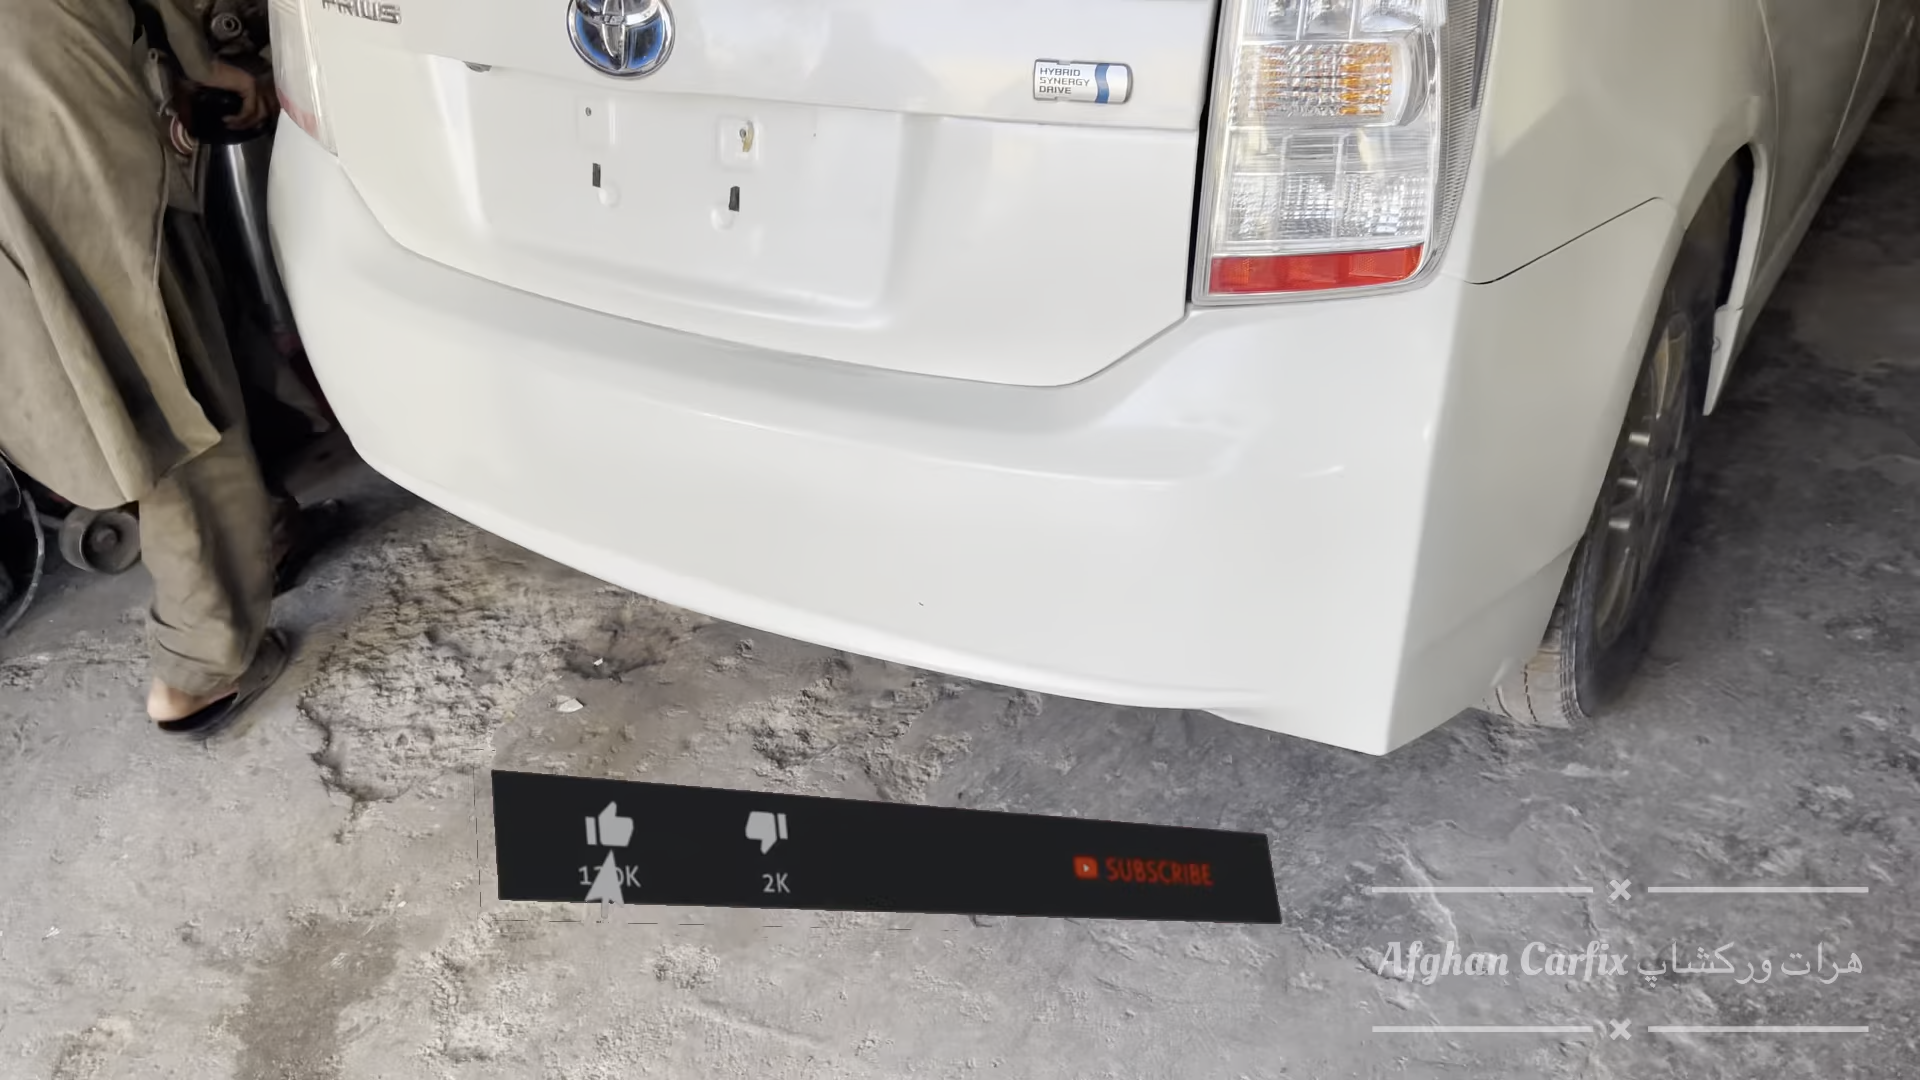 PRIUS
HYBRID
SYNERGY
DRIVE
2K
SUBSCRIBE
Afghan Carfix هرات ورکشاپ